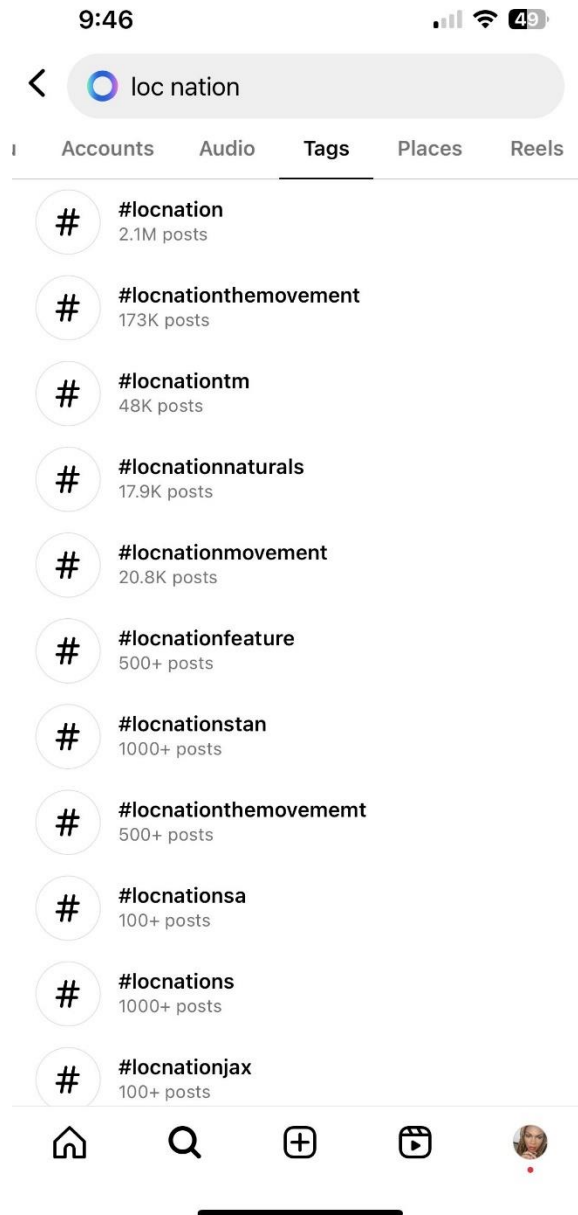 9:46
49
loc nation
Accounts Audio Tags Places Reels
#locnation
2.1M posts
#locnationthemovement
173K posts
#locnationtm
48K posts
#locnationnaturals
17.9K posts
#locnationmovement
20.8K posts
#locnationfeature
500+ posts
#locnationstan
1000+ posts
#locnationthemovememt
500+ posts
#locnationsa
100+ posts
#locnations
1000+ posts
#locnationjax
100+ posts